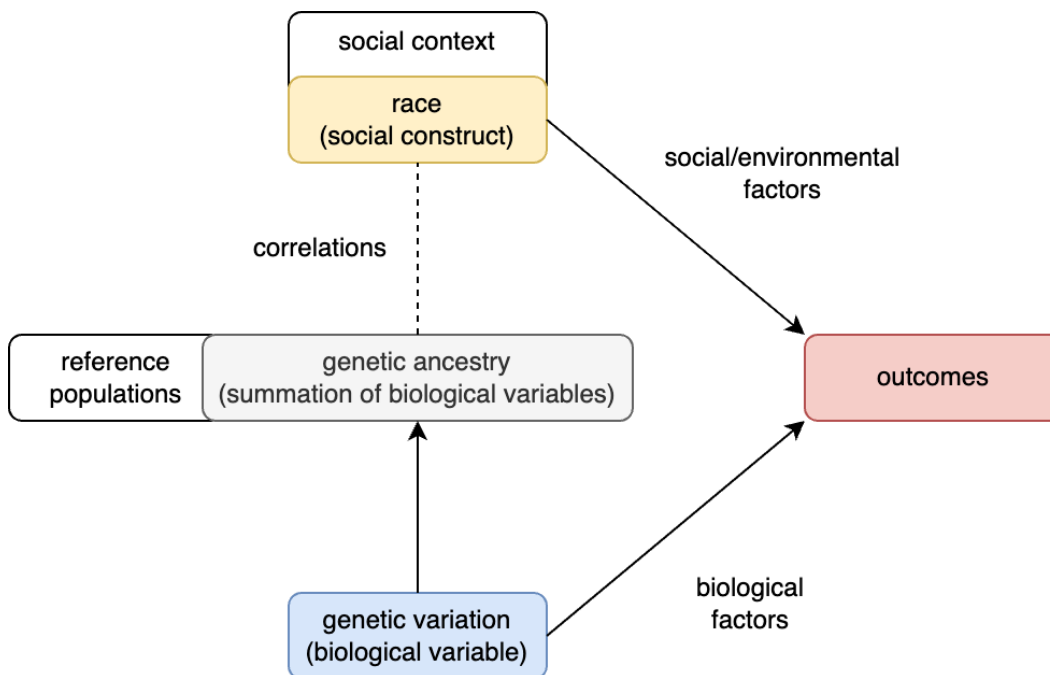 social context
race
(social construct)
social/environmental
factors
correlations
reference
populations
genetic ancestry
(summation of biological variables)
outcomes
biological
factors
genetic variation
(biological variable)